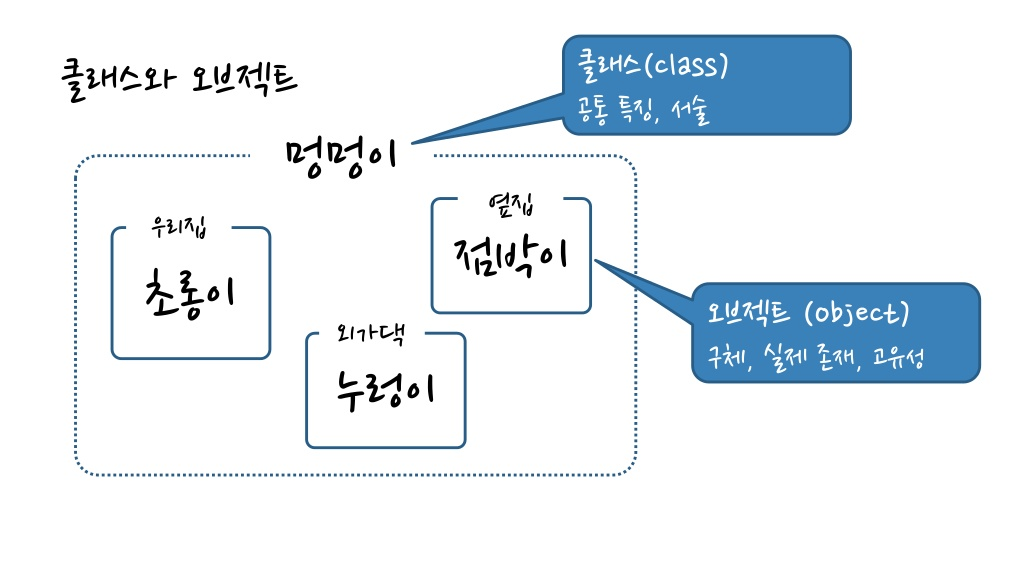 클래스와 오브젝트
클래스(class)
공통 특징, 서술
멍멍이
우리집
초롱이
옆집
점박이
외가댁
누렁이
오브젝트 (object)
구체, 실제 존재, 고유성